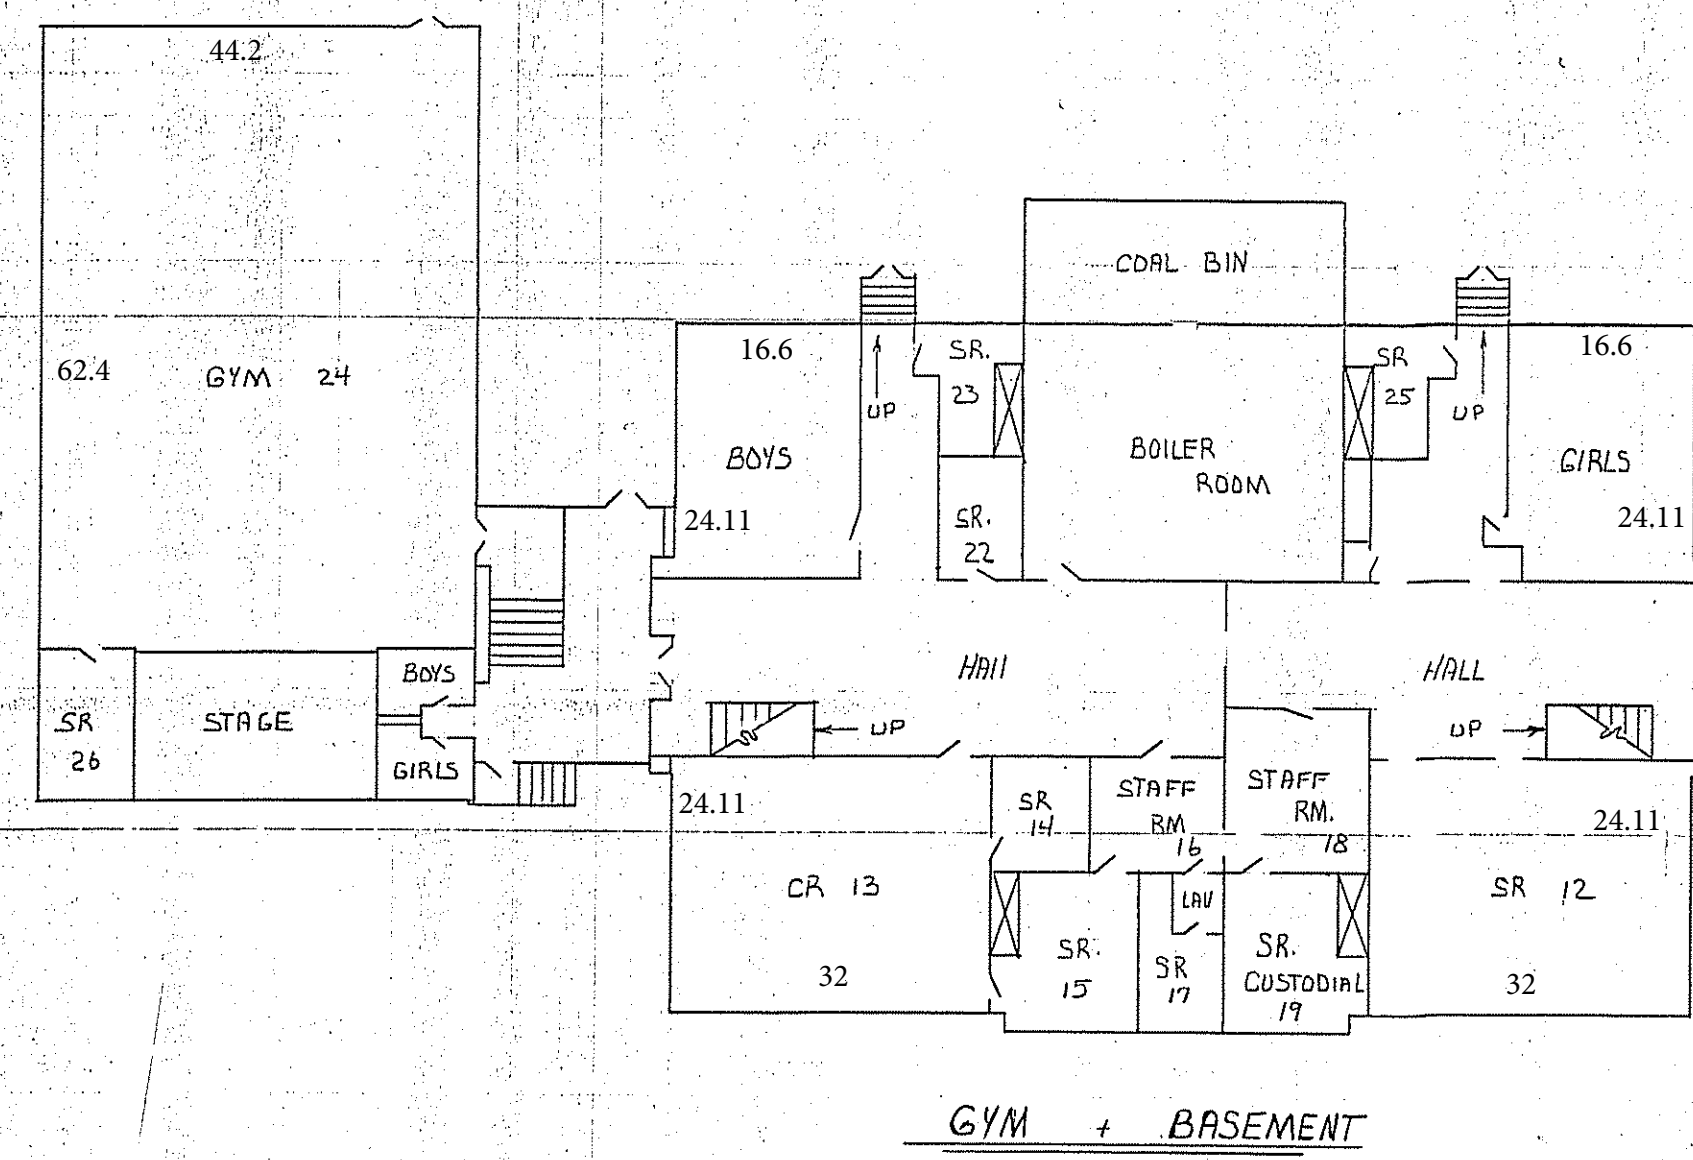 44.2
COAL BIN
62.4
GYM 24
16.6
SR.
23
UP
BOYS
24.11
SR.
22
BOILER
ROOM
SR
25
UP
16.6
GIRLS
24.11
BOYS
SR
26
STAGE
GIRLS
HAll
UP
HALL
UP
24.11
CR 13
32
SR
14
STAFF
RM
16
STAFF
RM.
18
24.11
SR 12
32
LAV
SR.
15
SR
17
SR.
CUSTODIAL
19
GYM + BASEMENT